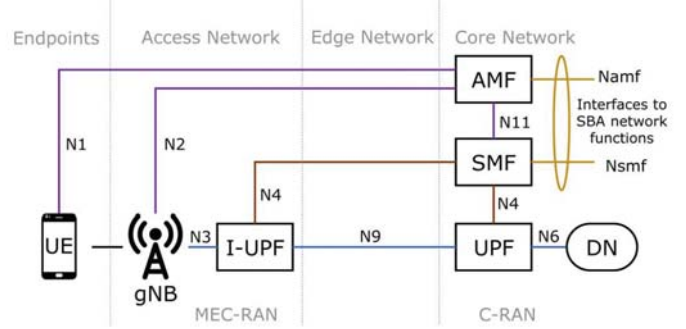 Endpoints
Access Network
Edge Network
Core Network
AMF
Namf
Interfaces to
SBA network
functions
N1
N2
N11
SMF
Nsmf
N4
N4
UE
gNB
N3
I-UPF
N9
UPF
N6
DN
MEC-RAN
C-RAN